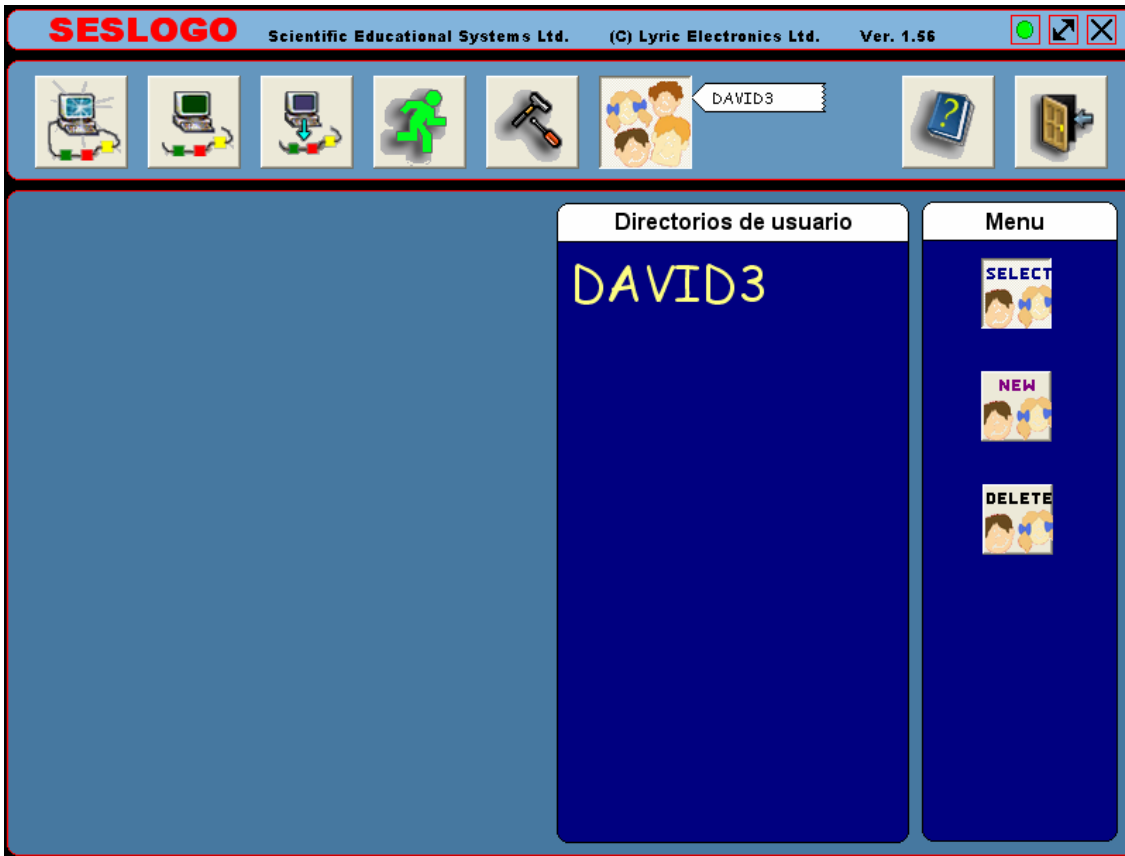 SESLOGO Scientific Educational Systems Ltd. (C) Lyric Electronics Ltd. Ver. 1.56
DAVID3
?
Directorios de usuario
DAVID3
Menu
SELECT
NEW
DELETE